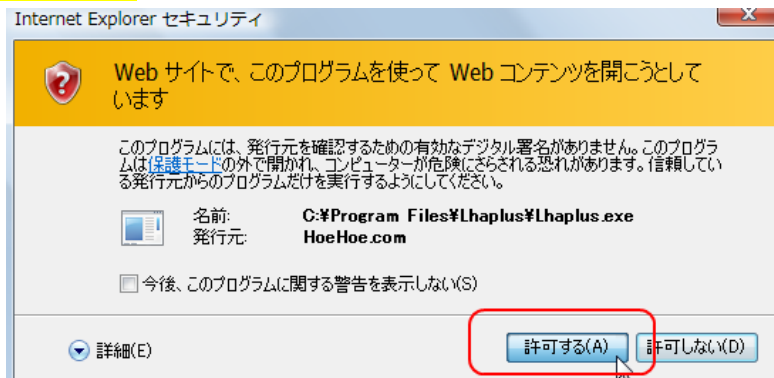 Internet Explorer セキュリティ
Web サイトで、このプログラムを使って Web コンテンツを開こうとして
います
このプログラムには、発行元を確認するための有効なデジタル署名がありません。このプログラ
ムは保護モードの外で開かれ、コンピューターが危険にさらされる恐れがあります。信頼してい
る発行元からのプログラムだけを実行するようにしてください。
名前: C:¥Program Files¥Lhaplus¥Lhaplus.exe
発行元: HoeHoe.com
今後、このプログラムに関する警告を表示しない(S)
詳細(E) 許可する(A) 許可しない(D)